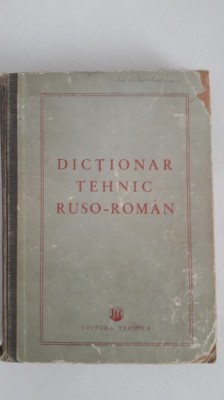 DICȚIONAR
TEHNIC
RUSO-ROMÂN
EDITURA TEHNICĂ